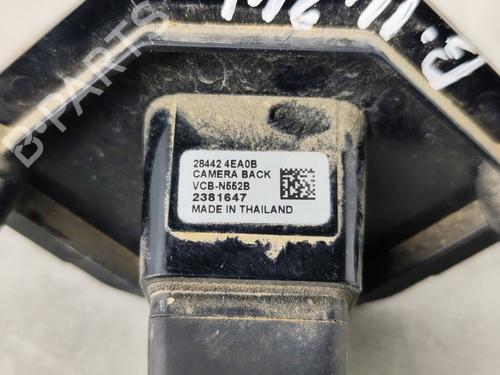 28442 4EA0B
CAMERA BACK
VCB-N552B
2381647
MADE IN THAILAND
B-PARTS